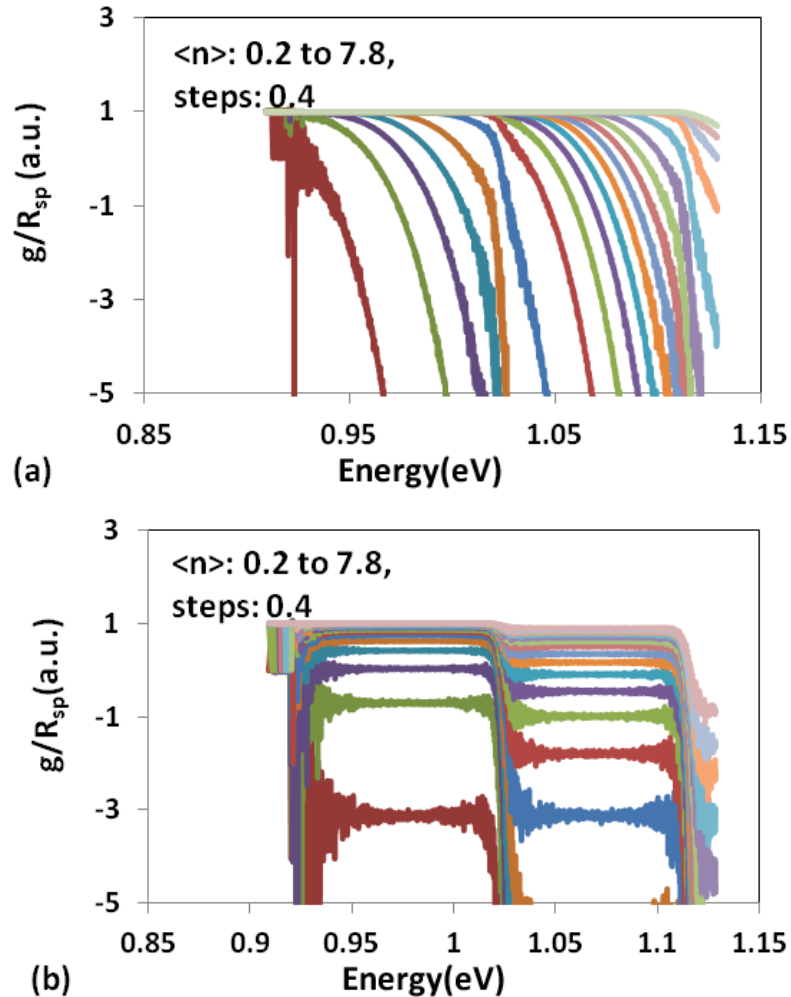 3
<n>: 0.2 to 7.8,
steps: 0.4
1
-1
-3
-5
g/Rsp (a.u.)
0.85 0.95 1.05 1.15
(a) Energy(eV)
3
<n>: 0.2 to 7.8,
steps: 0.4
1
-1
-3
-5
g/Rsp(a.u.)
0.85 0.9 0.95 1 1.05 1.1 1.15
(b) Energy(eV)